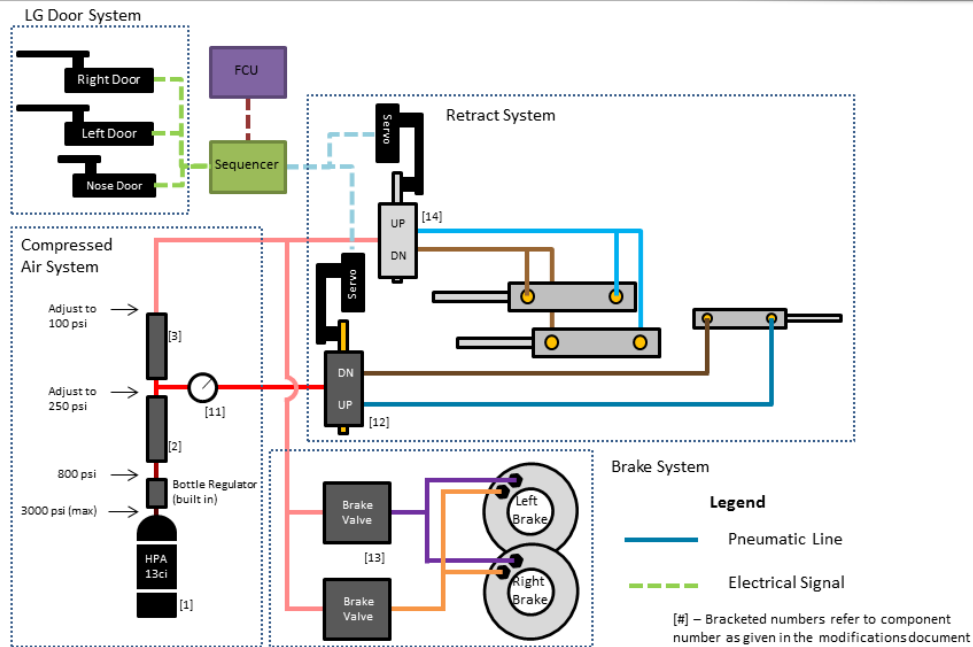 LG Door System
Right Door
Left Door
Nose Door
FCU
Sequencer
Retract System
Servo
UP
[14]
DN
Servo
DN
UP
[12]
Compressed
Air System
Adjust to
100 psi
[3]
Adjust to
250 psi
[11]
[2]
800 psi
Bottle Regulator
(built in)
3000 psi (max)
HPA
13ci
[1]
Brake System
Brake
Valve
[13]
Brake
Valve
Left
Brake
Right
Brake
Legend
Pneumatic Line
Electrical Signal
[#] – Bracketed numbers refer to component
number as given in the modifications document